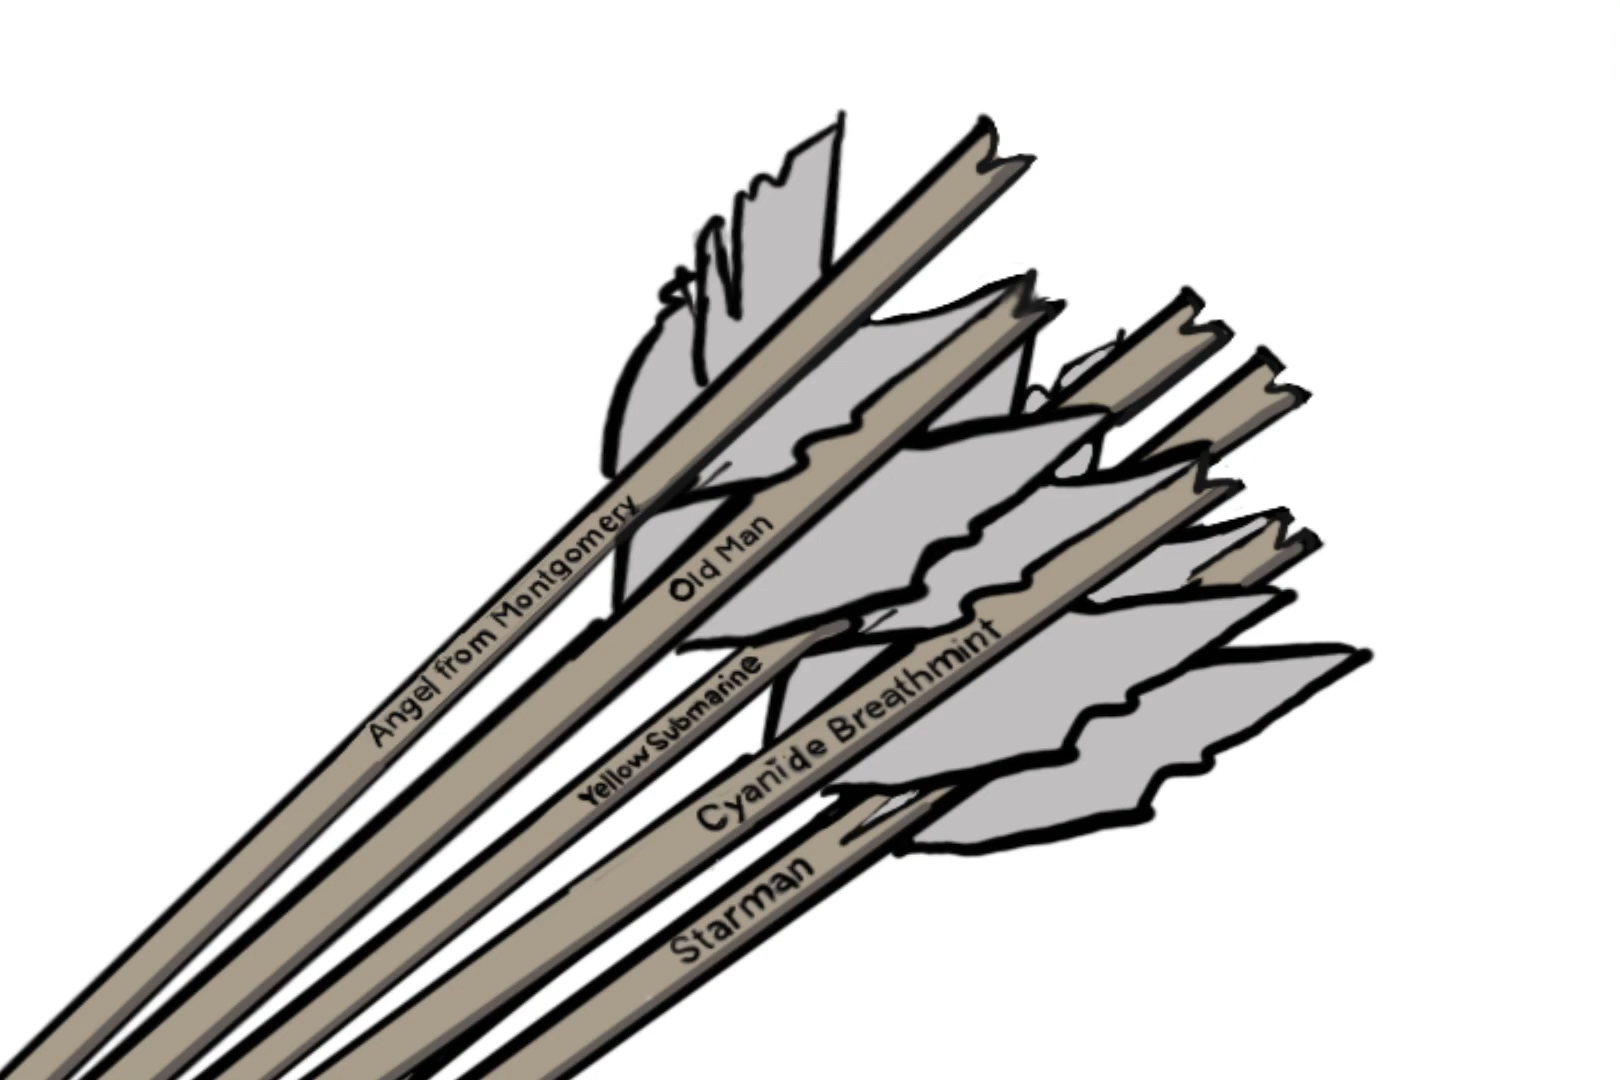 Angel from Montgomery
Old Man
Yellow Submarine
Cyanide Breathmint
Starman